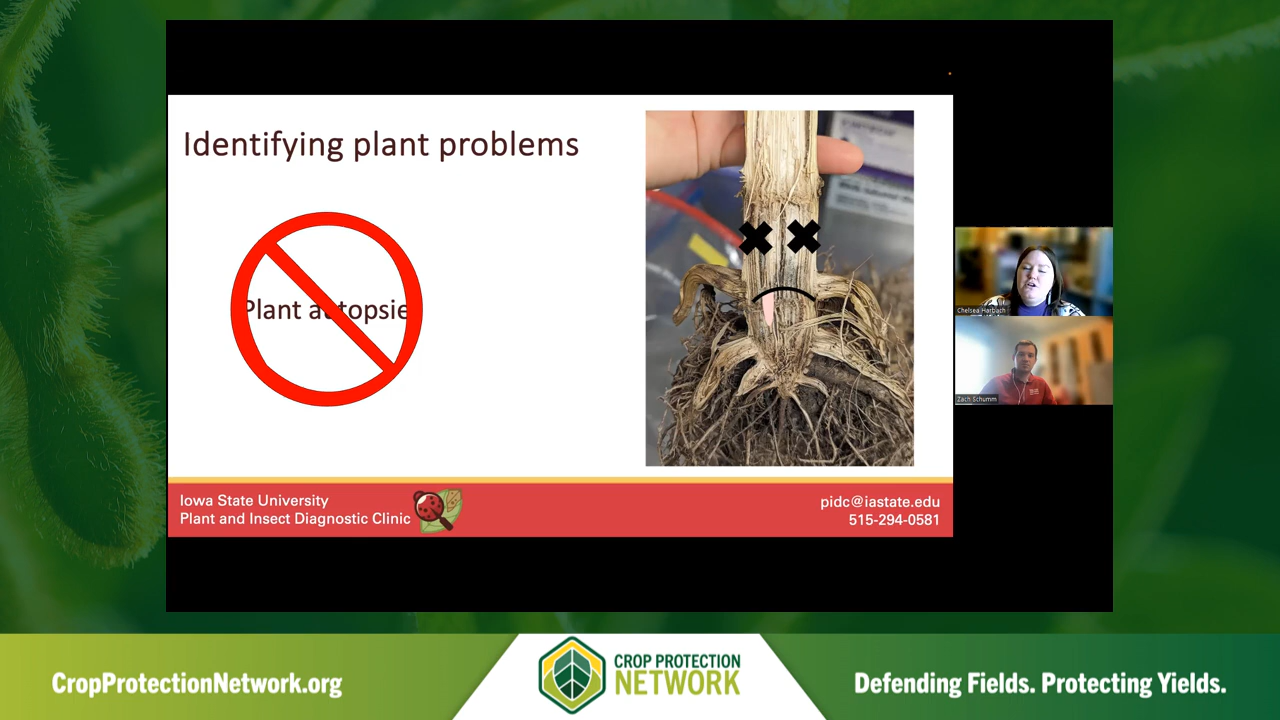 Identifying plant problems
Plant autopsie
Iowa State University
Plant and Insect Diagnostic Clinic
pidc@iastate.edu
515-294-0581
Chelsea Harbach
Zach Schumm
CropProtectionNetwork.org
CROP PROTECTION
NETWORK
Defending Fields. Protecting Yields.